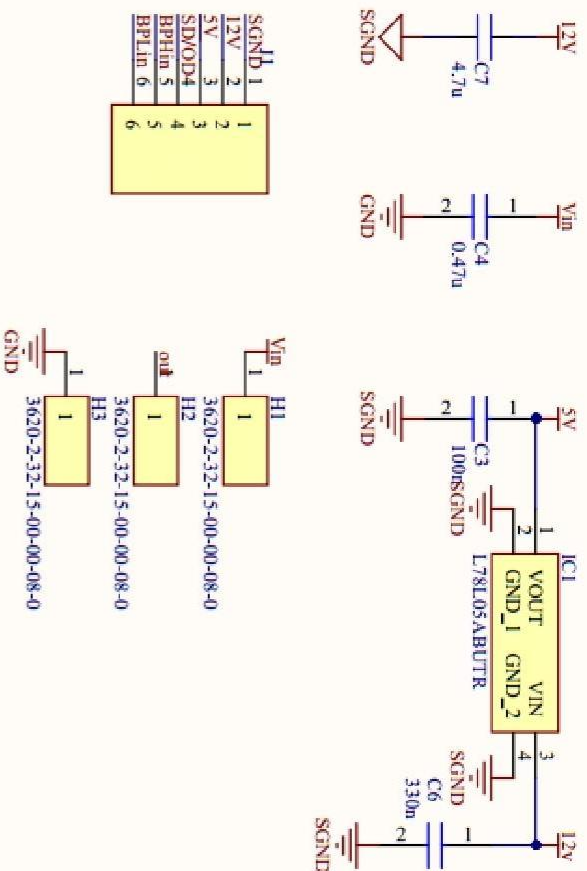 12V
C7
4.7u
SGND
Vin
1
C4
0.47u
2
GND
5V
1
C3
100n
2
SGND
IC1
1
VOUT
VIN
3
2
GND_1
GND_2
4
L78L05ABUTR
SGND
SGND
12v
1
C6
330n
2
SGND
J1
SGND 1
12V 2
5V 3
SD/OD4
BPHin 5
BPLin 6
1
2
3
4
5
6
Vin
1
H1
1
3620-2-32-15-00-00-08-0
out
H2
1
3620-2-32-15-00-00-08-0
GND
1
H3
1
3620-2-32-15-00-00-08-0